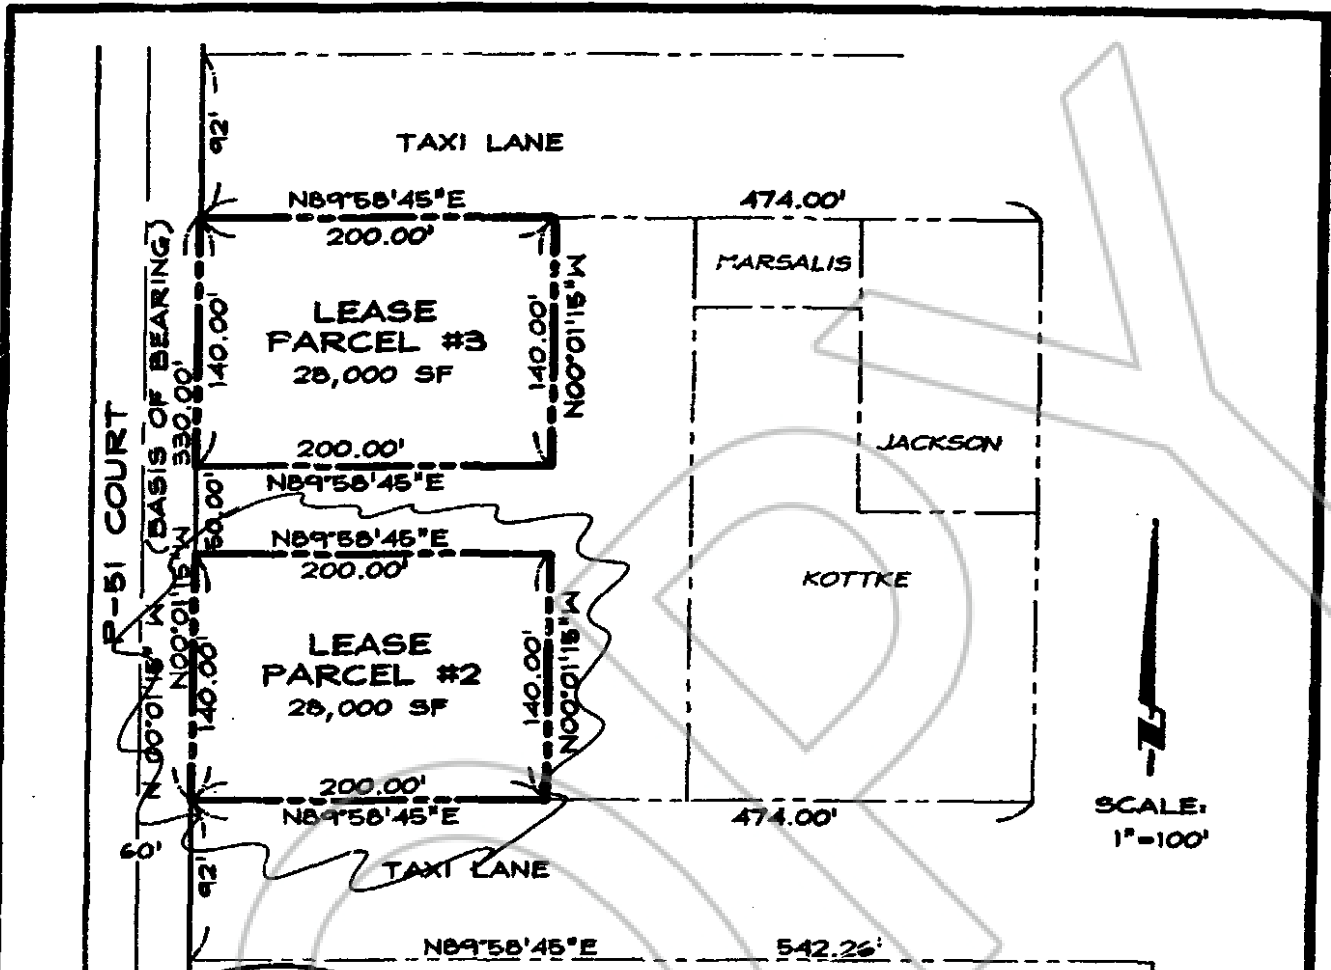 92'
TAXI LANE
N89°58'45"E
474.00'
200.00'
MARSALIS
LEASE
PARCEL #3
28,000 SF
140.00'
140.00'
N00°01'15"W
330.00'
(BASIS OF BEARING)
P-51 COURT
JACKSON
200.00'
N89°58'45"E
50.00'
N89°58'45"E
200.00'
KOTTKE
LEASE
PARCEL #2
28,000 SF
140.00'
140.00'
N00°01'15"W
N00°01'15"W
N 00°01'15" W
200.00'
N89°58'45"E
474.00'
SCALE:
1"=100'
60'
92'
TAXI LANE
N89°58'45"E
542.26'